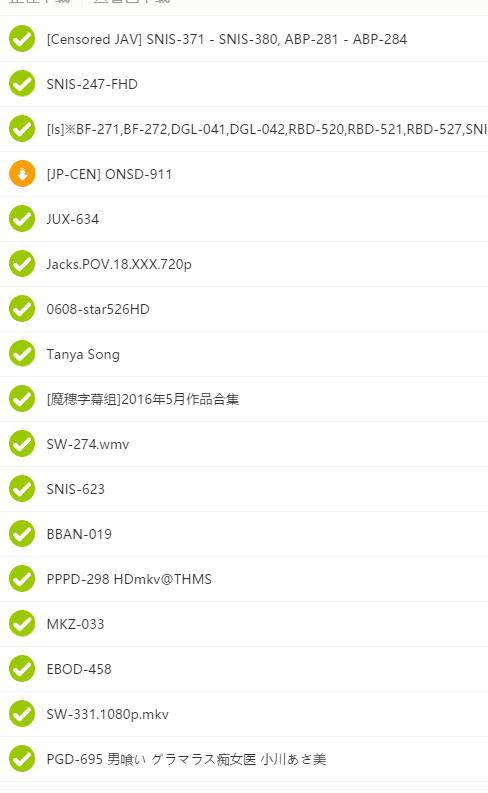 [Censored JAV] SNIS-371 - SNIS-380, ABP-281 - ABP-284
SNIS-247-FHD
[ls]※BF-271,BF-272,DGL-041,DGL-042,RBD-520,RBD-521,RBD-527,SNI
[JP-CEN] ONSD-911
JUX-634
Jacks.POV.18.XXX.720p
0608-star526HD
Tanya Song
[魔穗字幕组]2016年5月作品合集
SW-274.wmv
SNIS-623
BBAN-019
PPPD-298 HDmkv@THMS
MKZ-033
EBOD-458
SW-331.1080p.mkv
PGD-695 男喰い グラマラス痴女医 小川あさ美